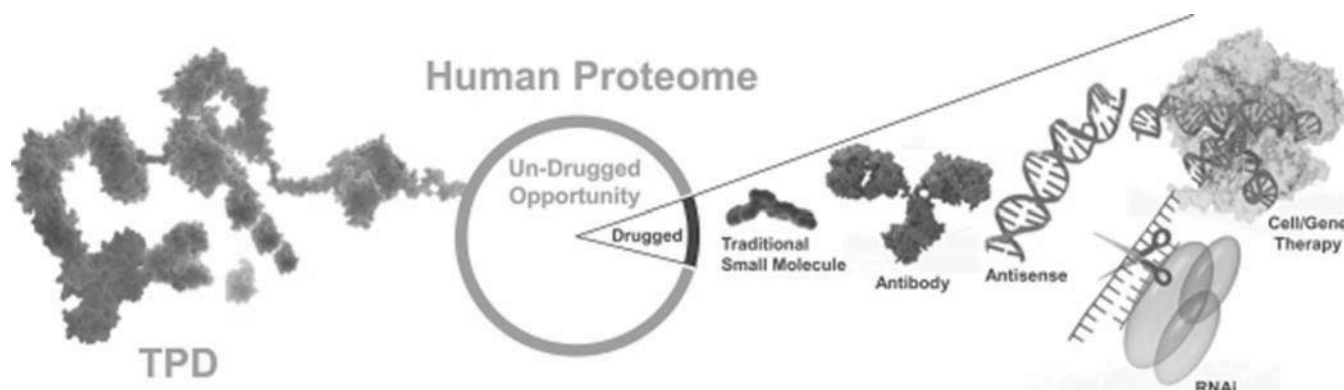 Human Proteome
Un-Drugged
Opportunity
Drugged
Traditional
Small Molecule
Antibody
Antisense
Cell/Gene
Therapy
RNAi
TPD